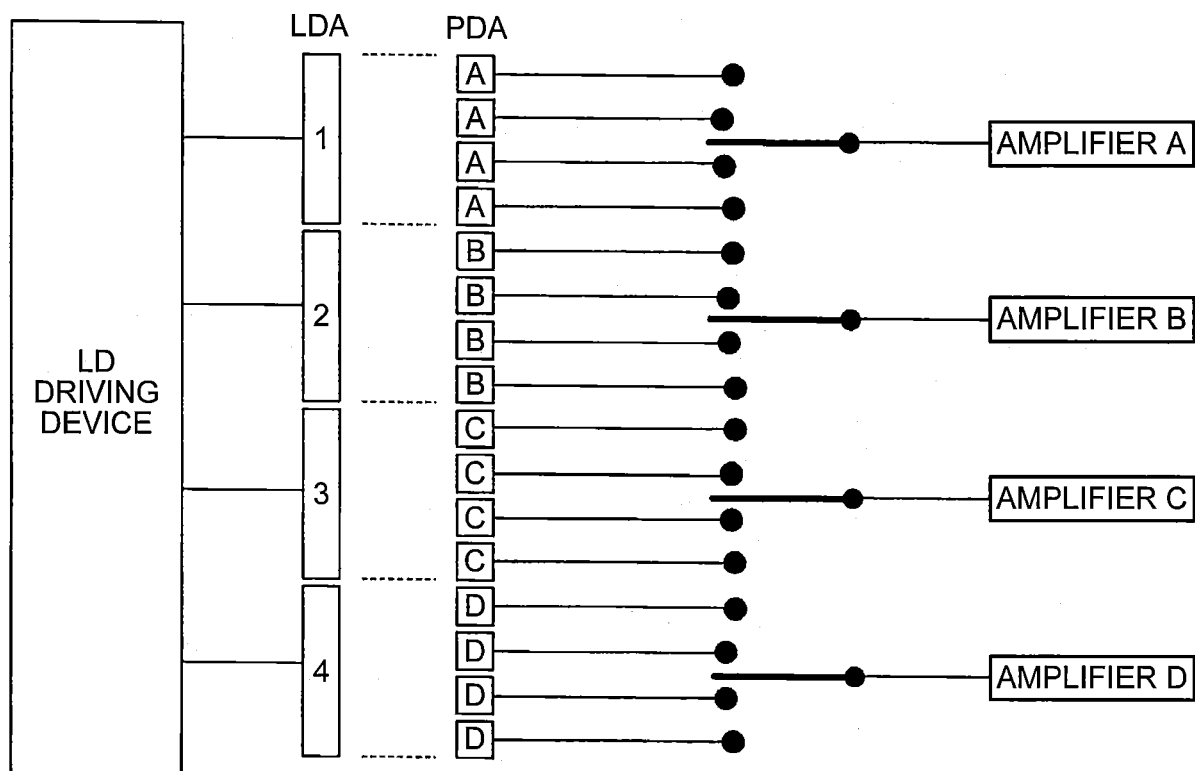 LDA PDA
A
A
1
AMPLIFIER A
A
A
B
B
2
AMPLIFIER B
B
B
LD
DRIVING
DEVICE
C
C
3
AMPLIFIER C
C
C
D
D
4
AMPLIFIER D
D
D